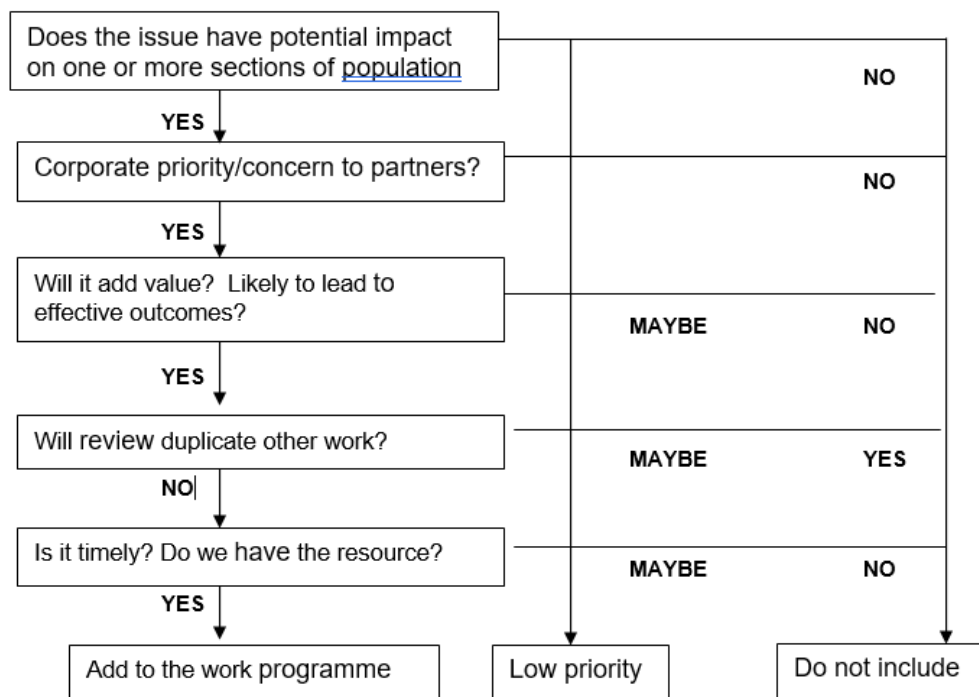 Does the issue have potential impact
on one or more sections of population
NO
YES
Corporate priority/concern to partners?
NO
YES
Will it add value?  Likely to lead to
effective outcomes?
MAYBE NO
YES
Will review duplicate other work?
MAYBE YES
NO
Is it timely? Do we have the resource?
MAYBE NO
YES
Add to the work programme
Low priority
Do not include